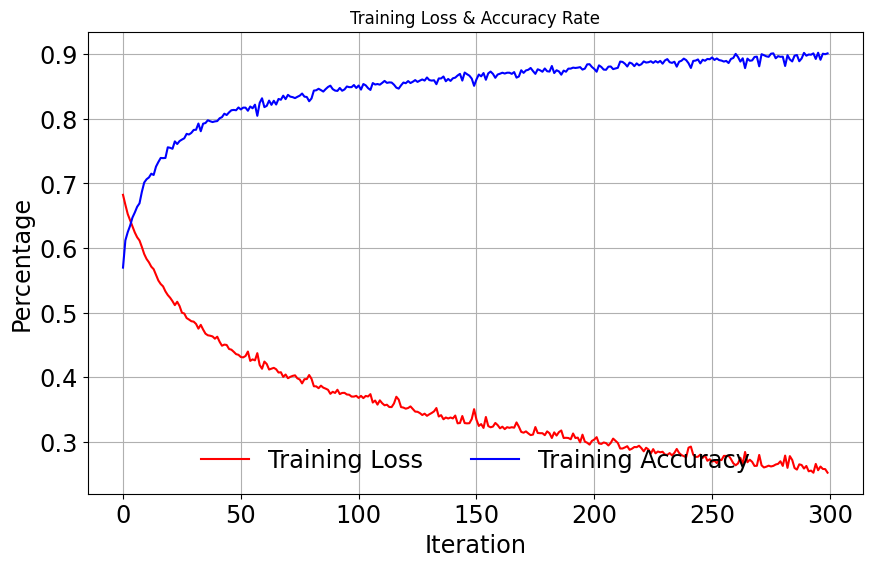 Training Loss & Accuracy Rate
0.9
0.8
0.7
0.6
0.5
0.4
0.3
Percentage
Training Loss Training Accuracy
0 50 100 150 200 250 300
Iteration